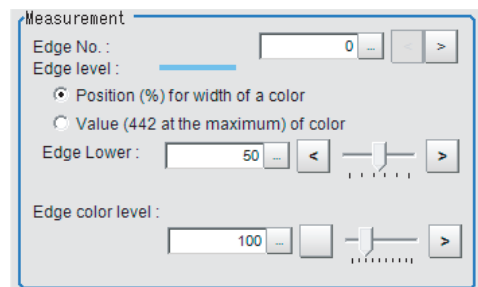 Measurement
Edge No. : 0 ... < >
Edge level :
Position (%) for width of a color
Value (442 at the maximum) of color
Edge Lower : 50 ... < >
Edge color level :
100 ... >